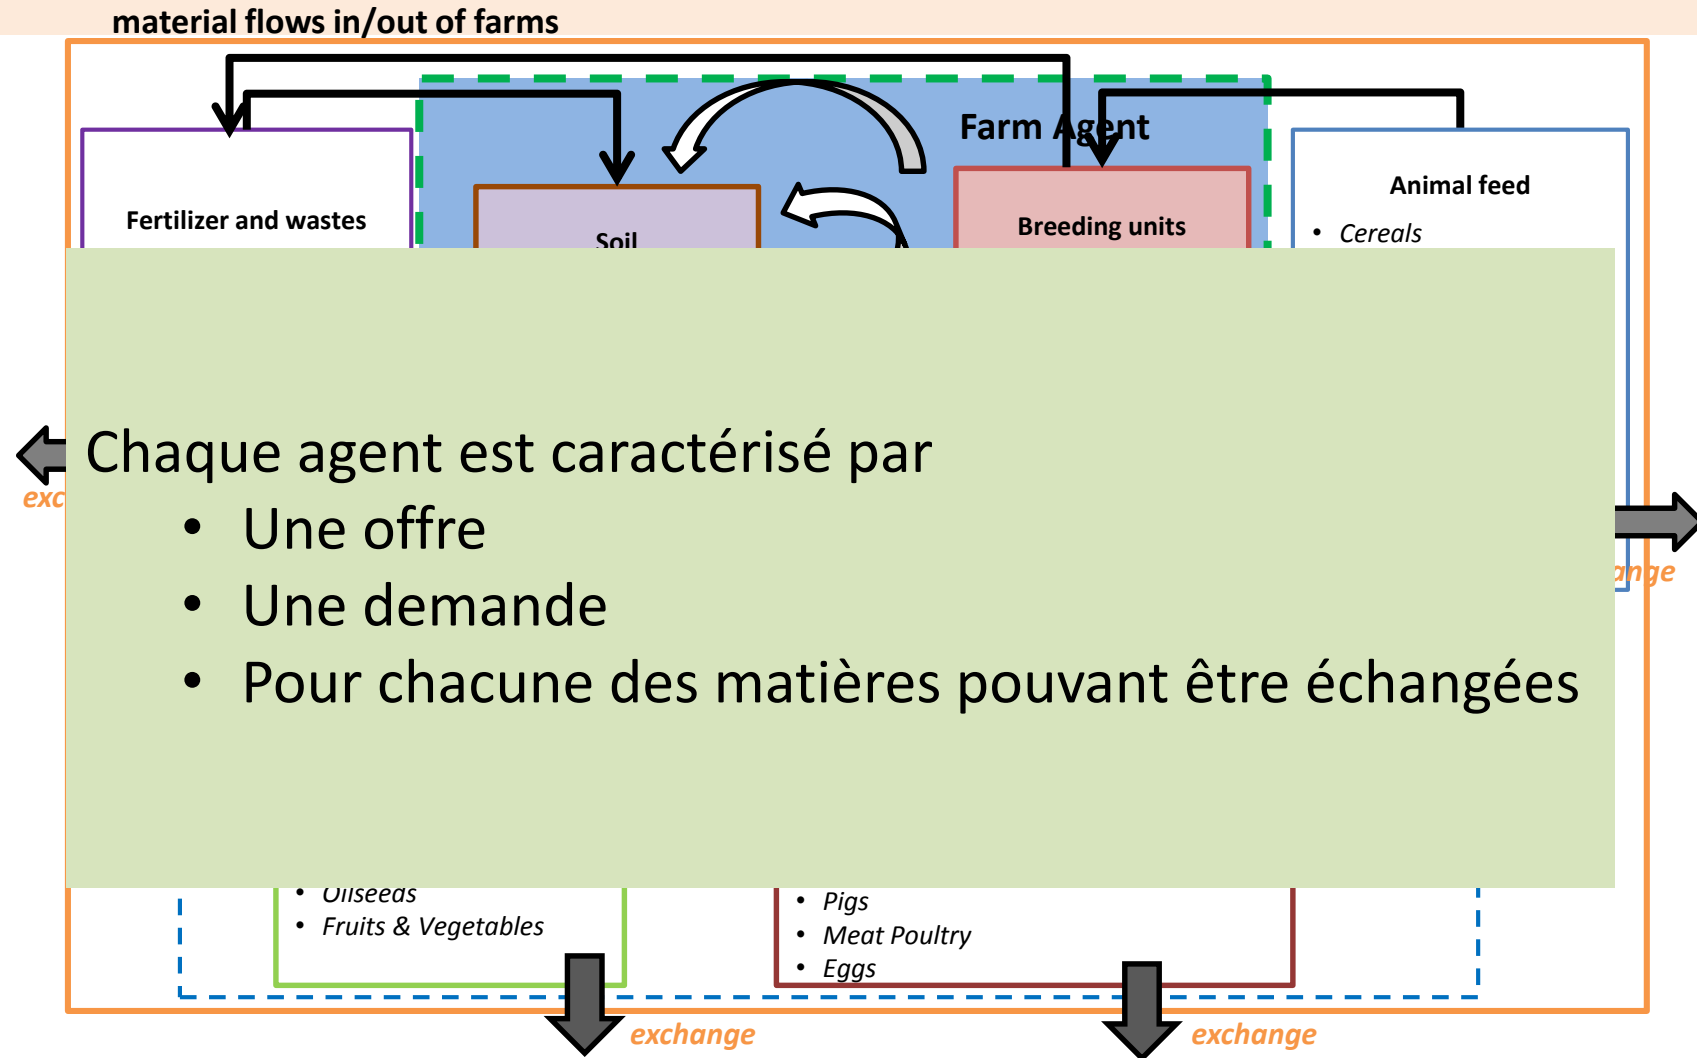 material flows in/out of farms
Farm Agent
Fertilizer and wastes
Soil
Breeding units
Animal feed
• Cereals
Chaque agent est caractérisé par
• Une offre
• Une demande
• Pour chacune des matières pouvant être échangées
• Oilseeds
• Fruits & Vegetables
• Pigs
• Meat Poultry
• Eggs
exchange
exchange